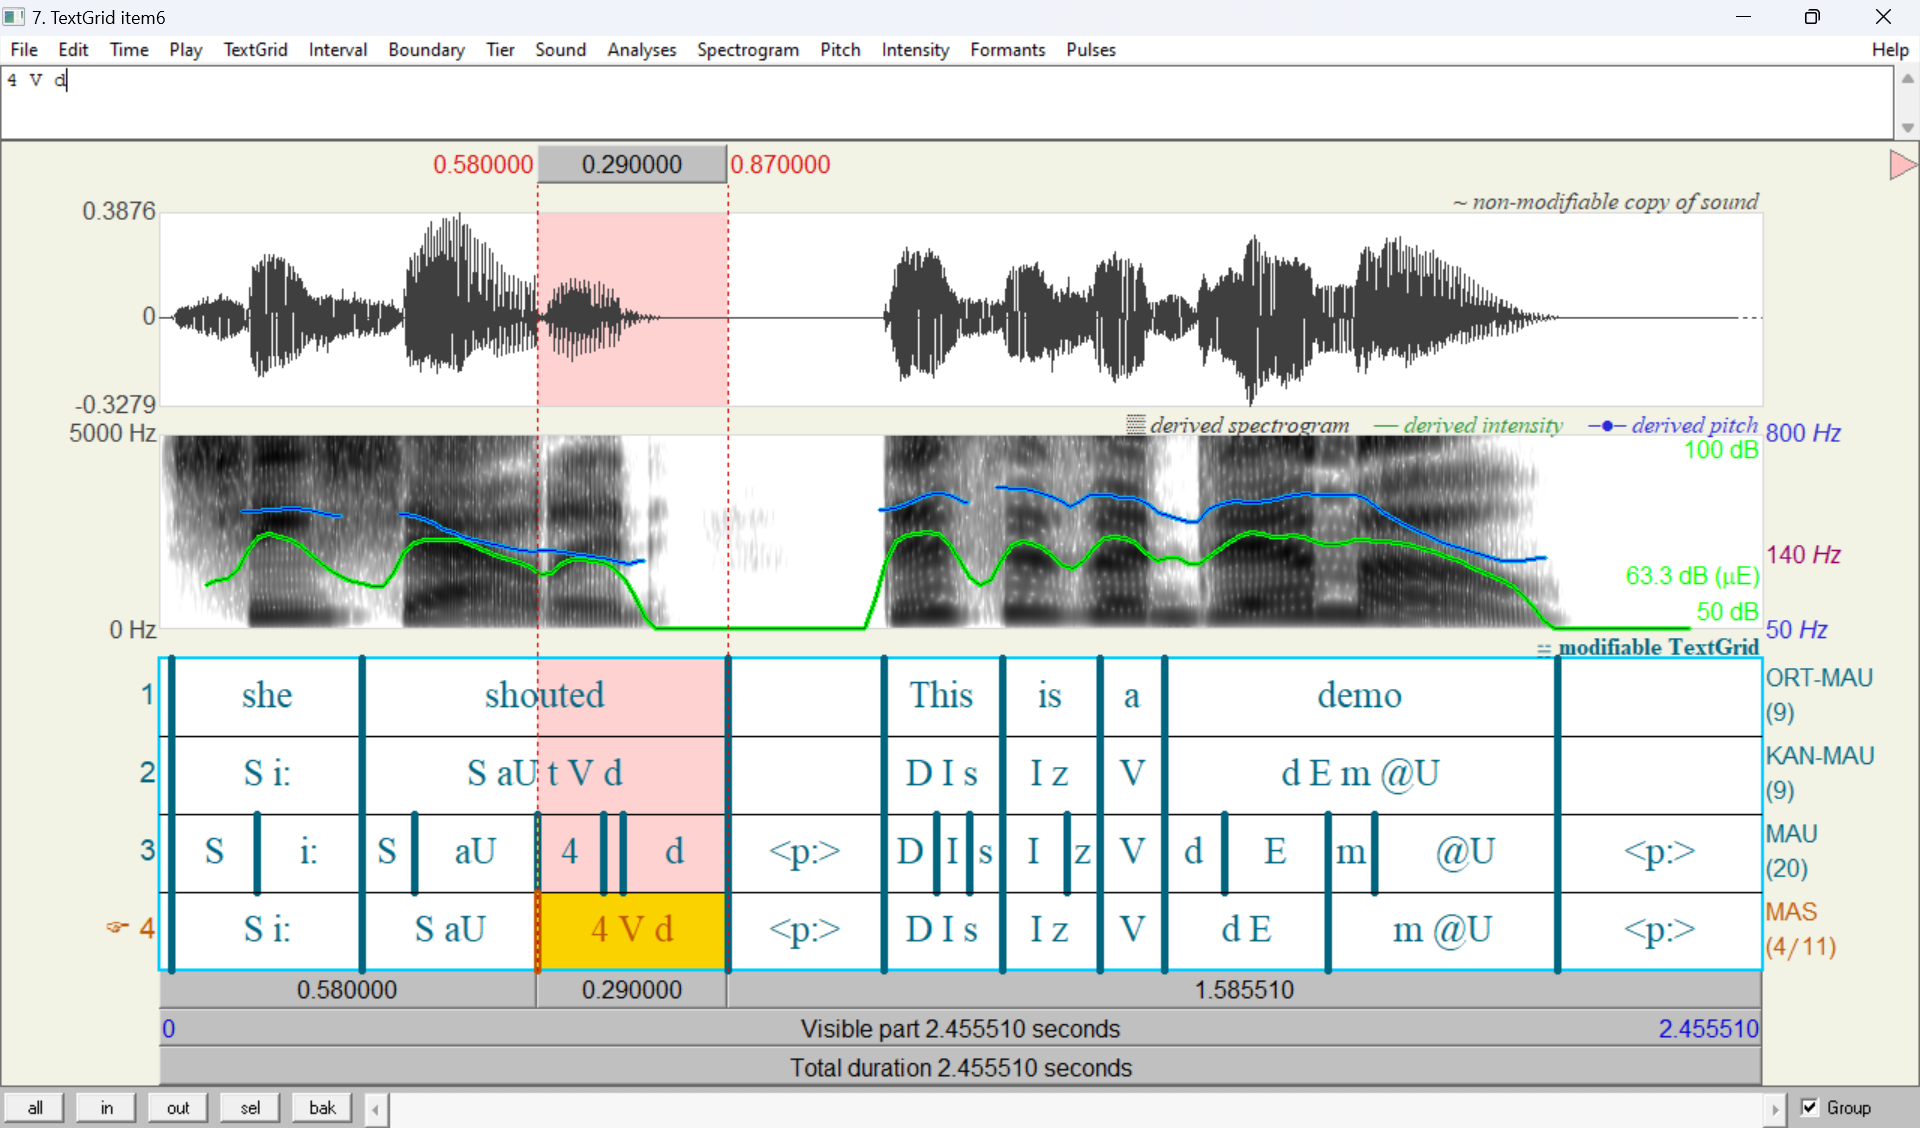 7. TextGrid item6
File Edit Time Play TextGrid Interval Boundary Tier Sound Analyses Spectrogram Pitch Intensity Formants Pulses Help
4 V d
0.580000 0.290000 0.870000
~ non-modifiable copy of sound
0.3876
0
-0.3279
derived spectrogram derived intensity derived pitch
5000 Hz 800 Hz
100 dB
140 Hz
63.3 dB (µE)
50 dB
0 Hz 50 Hz
modifiable TextGrid
1 she shouted This is a demo ORT-MAU
(9)
2 S i: S aU t V d D I s I z V d E m @U KAN-MAU
(9)
3 S i: S aU 4 d <p:> D I s I z V d E m @U <p:> MAU
(20)
☞ 4 S i: S aU 4 V d <p:> D I s I z V d E m @U <p:> MAS
(4/11)
0.580000 0.290000 1.585510
0 Visible part 2.455510 seconds 2.455510
Total duration 2.455510 seconds
all in out sel bak Group